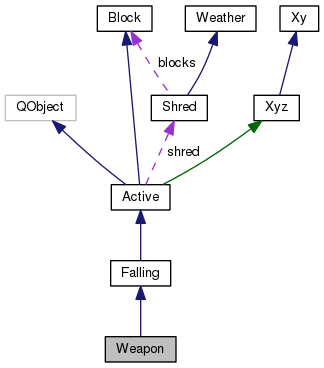 Block
Weather
Xy
blocks
QObject
Shred
Xyz
shred
Active
Falling
Weapon